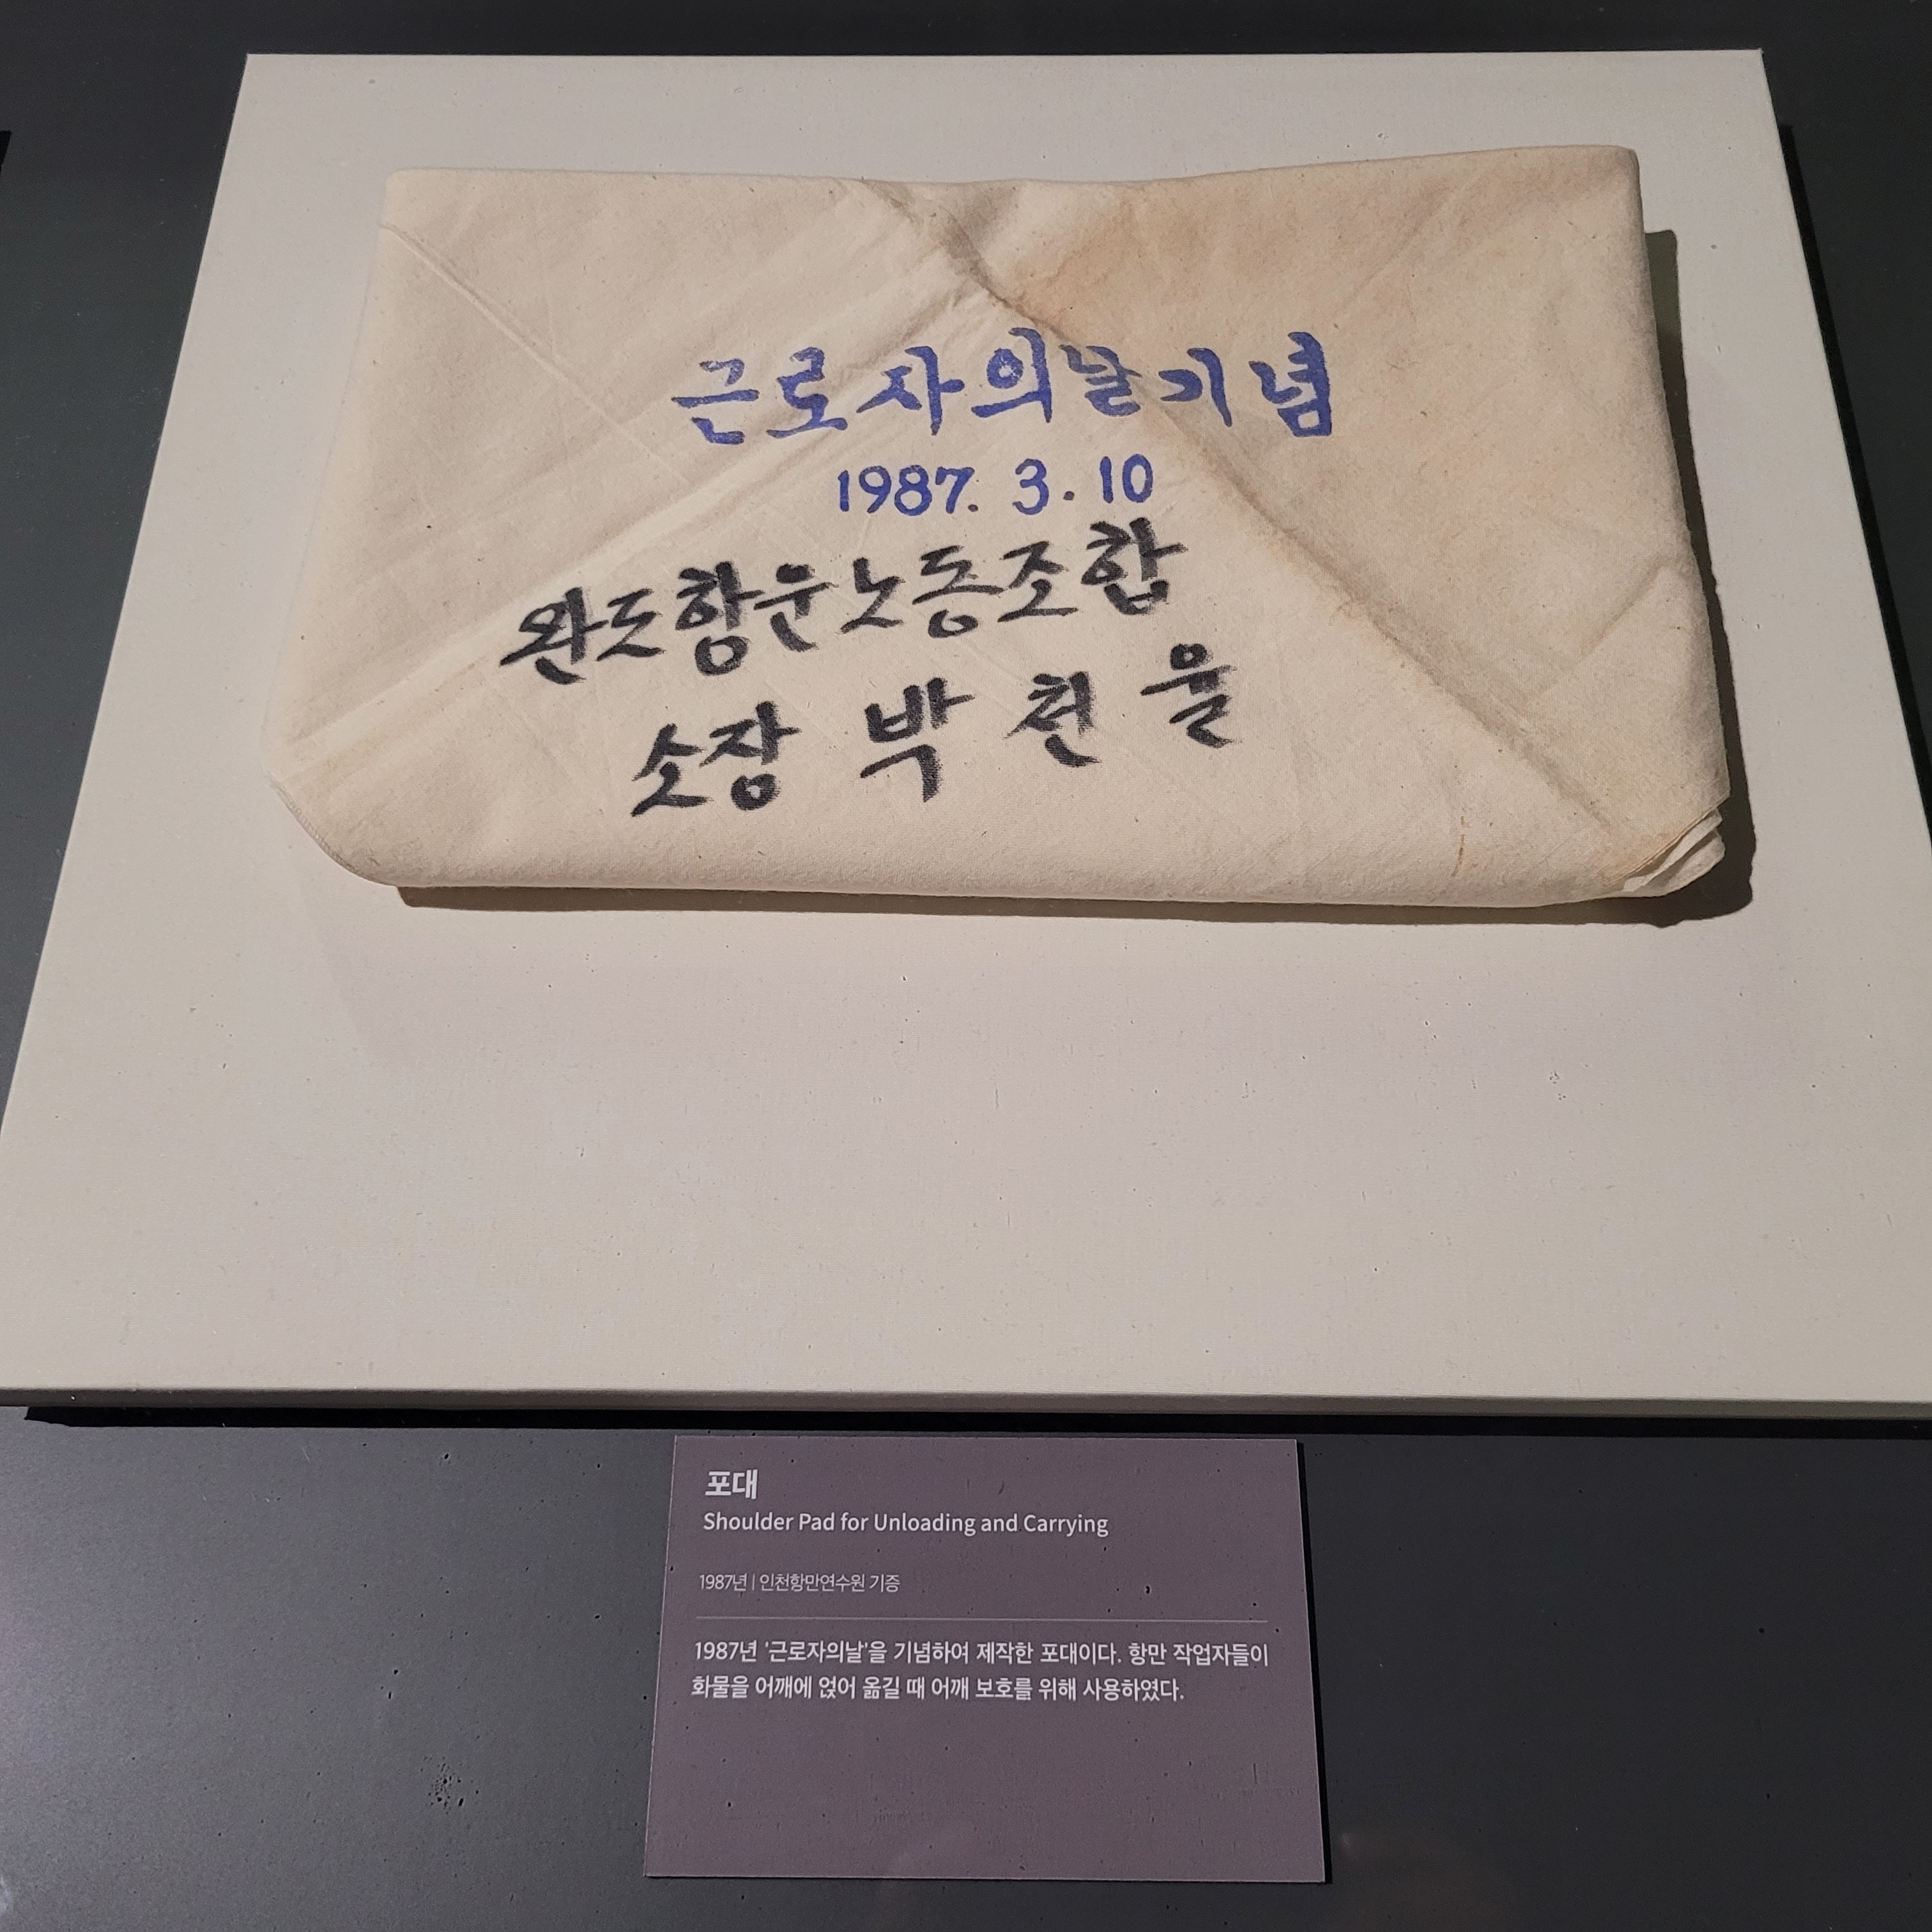 근로자의날기념
1987. 3. 10
완도항운노동조합
소장 박천율
포대
Shoulder Pad for Unloading and Carrying
1987년 | 인천항만연수원 기증
1987년 '근로자의날'을 기념하여 제작한 포대이다. 항만 작업자들이
화물을 어깨에 얹어 옮길 때 어깨 보호를 위해 사용하였다.